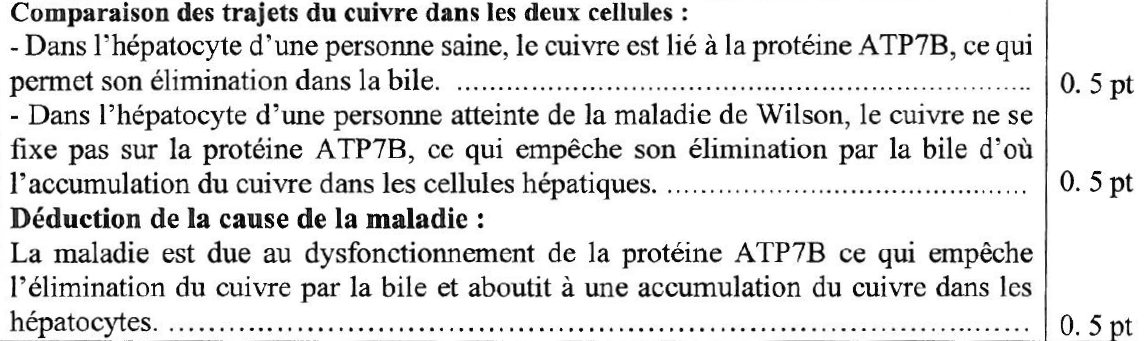 Comparaison des trajets du cuivre dans les deux cellules :
- Dans l'hépatocyte d'une personne saine, le cuivre est lié à la protéine ATP7B, ce qui
permet son élimination dans la bile. ........................................................................ 0. 5 pt
- Dans l'hépatocyte d'une personne atteinte de la maladie de Wilson, le cuivre ne se
fixe pas sur la protéine ATP7B, ce qui empêche son élimination par la bile d'où
l'accumulation du cuivre dans les cellules hépatiques. ............................................ 0. 5 pt
Déduction de la cause de la maladie :
La maladie est due au dysfonctionnement de la protéine ATP7B ce qui empêche
l'élimination du cuivre par la bile et aboutit à une accumulation du cuivre dans les
hépatocytes. ............................................................................................................ 0. 5 pt